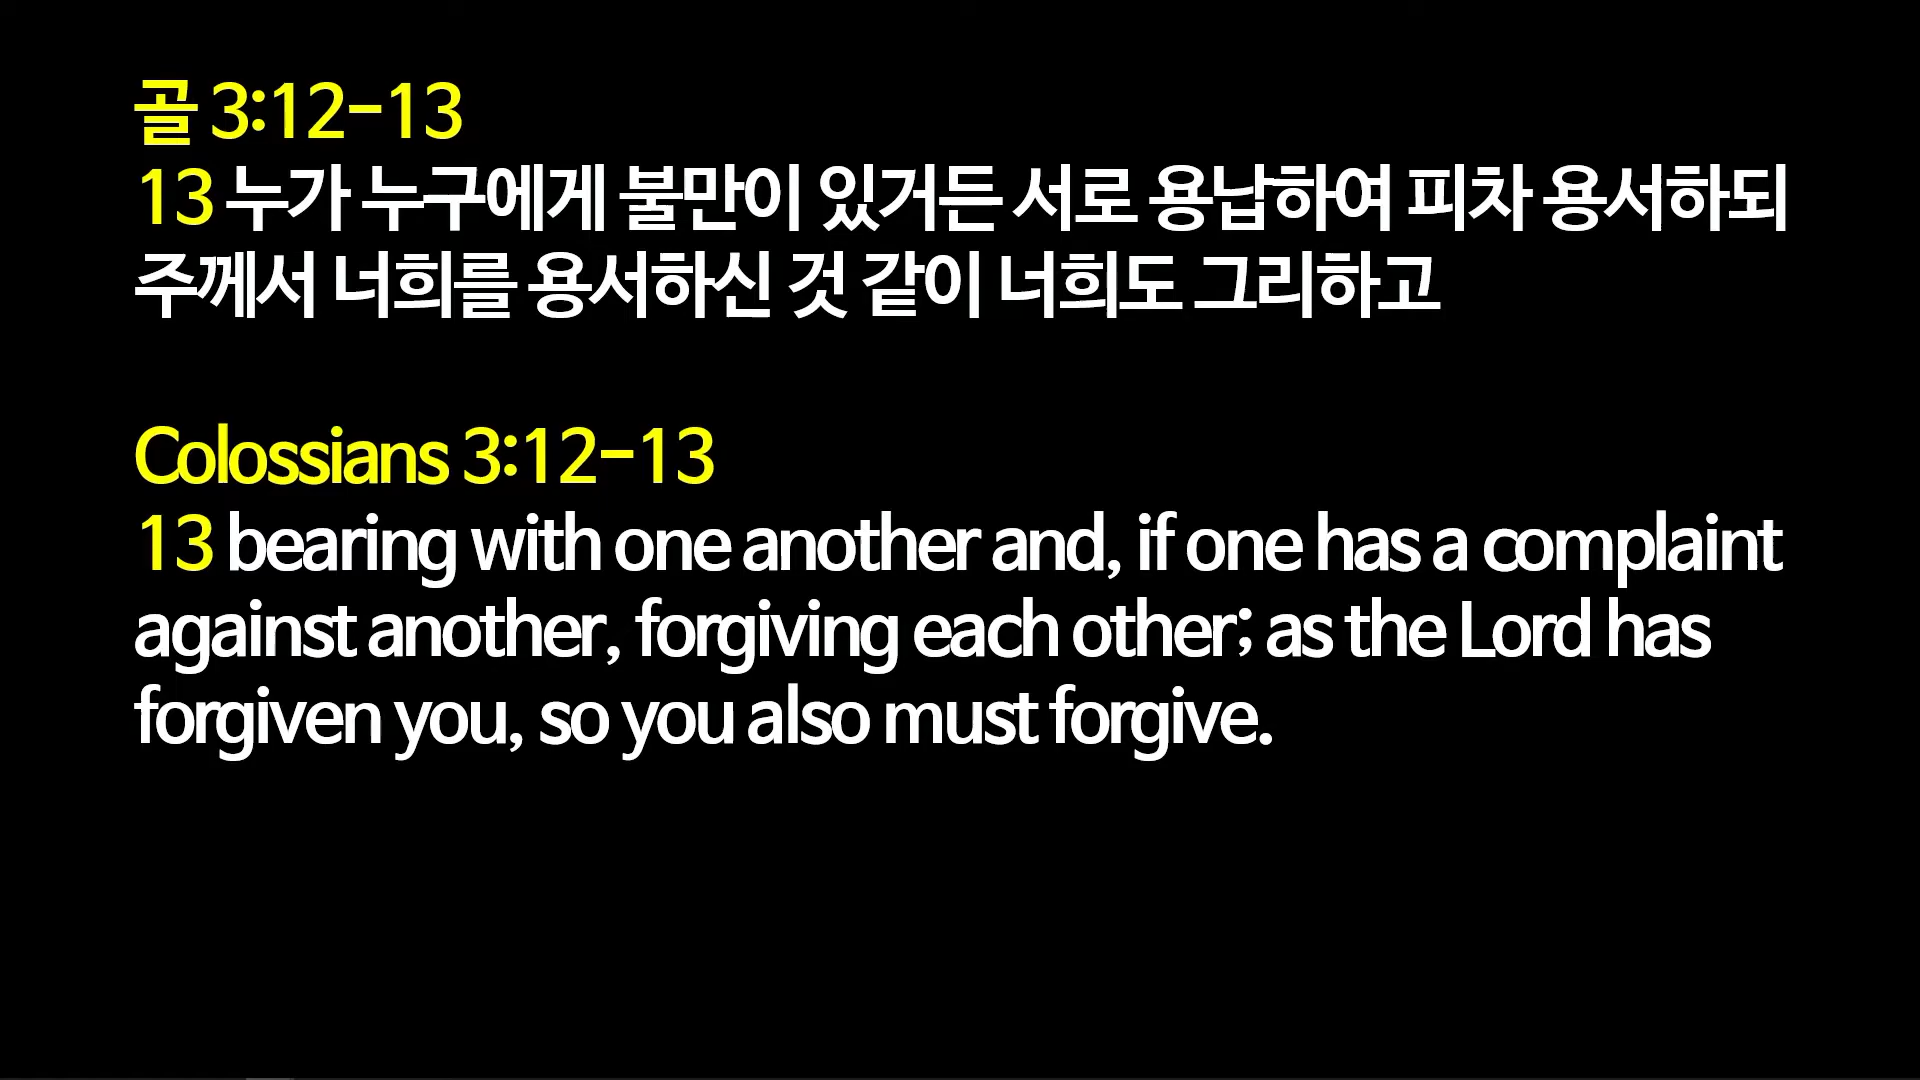 골 3:12-13
13 누가 누구에게 불만이 있거든 서로 용납하여 피차 용서하되
주께서 너희를 용서하신 것 같이 너희도 그리하고
Colossians 3:12-13
13 bearing with one another and, if one has a complaint
against another, forgiving each other; as the Lord has
forgiven you, so you also must forgive.